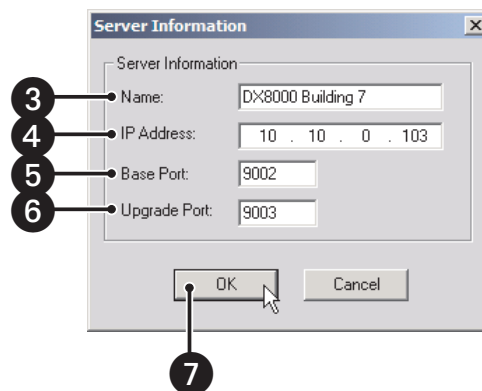 Server Information
Server Information
3 Name: DX8000 Building 7
4 IP Address: 10 . 10 . 0 . 103
5 Base Port: 9002
6 Upgrade Port: 9003
OK Cancel
7